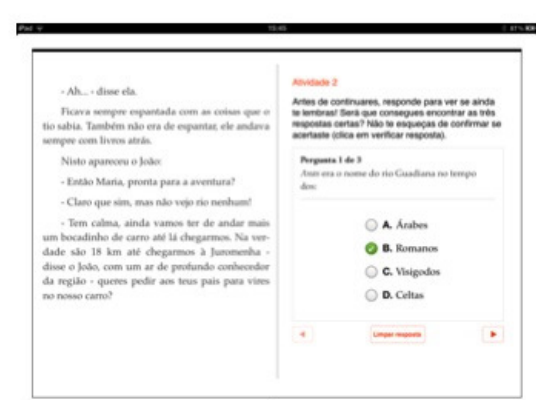 iPad
15:45
87%
- Ah... - disse ela.
Ficava sempre espantada com as coisas que o
tio sabia. Também não era de espantar, ele andava
sempre com livros atrás.
Nisto apareceu o João:
- Então Maria, pronta para a aventura?
- Claro que sim, mas não vejo rio nenhum!
- Tem calma, ainda vamos ter de andar mais
um bocadinho de carro até lá chegarmos. Na ver-
dade são 18 km até chegarmos à Juromenha -
disse o João, com um ar de profundo conhecedor
da região - queres pedir aos teus pais para vires
no nosso carro?
Atividade 2
Antes de continuares, responde para ver se ainda
te lembras! Será que consegues encontrar as três
respostas certas? Não te esqueças de confirmar se
acertaste (clica em verificar resposta).
Pergunta 1 de 3
era o nome do rio Guadiana no tempo
dos:
A. Árabes
B. Romanos
C. Visigodos
D. Celtas
Limpar resposta